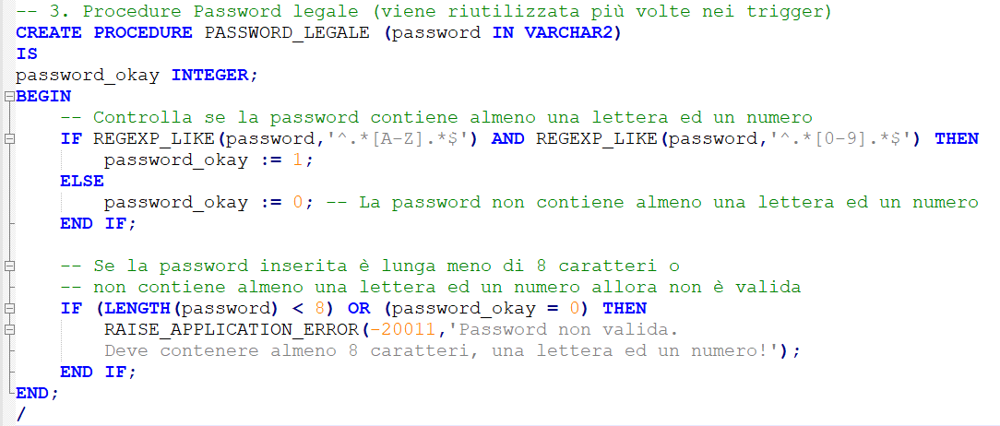 -- 3. Procedure Password legale (viene riutilizzata più volte nei trigger)
CREATE PROCEDURE PASSWORD_LEGALE (password IN VARCHAR2)
IS
password_okay INTEGER;
BEGIN
-- Controlla se la password contiene almeno una lettera ed un numero
IF REGEXP_LIKE(password,'^.*[A-Z].*$') AND REGEXP_LIKE(password,'^.*[0-9].*$') THEN
password_okay := 1;
ELSE
password_okay := 0; -- La password non contiene almeno una lettera ed un numero
END IF;
-- Se la password inserita è lunga meno di 8 caratteri o
-- non contiene almeno una lettera ed un numero allora non è valida
IF (LENGTH(password) < 8) OR (password_okay = 0) THEN
RAISE_APPLICATION_ERROR(-20011,'Password non valida.
Deve contenere almeno 8 caratteri, una lettera ed un numero!');
END IF;
END;
/